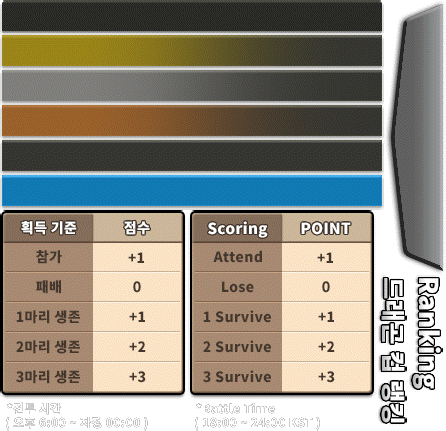 획득 기준 점수
참가 +1
패배 0
1마리 생존 +1
2마리 생존 +2
3마리 생존 +3
*전투 시간
( 오후 6:00 ~ 자정 00:00 )
Scoring POINT
Attend +1
Lose 0
1 Survive +1
2 Survive +2
3 Survive +3
*Battle Time
( 18:00 ~ 24:00 KST )
Ranking
드래곤 컵 랭킹